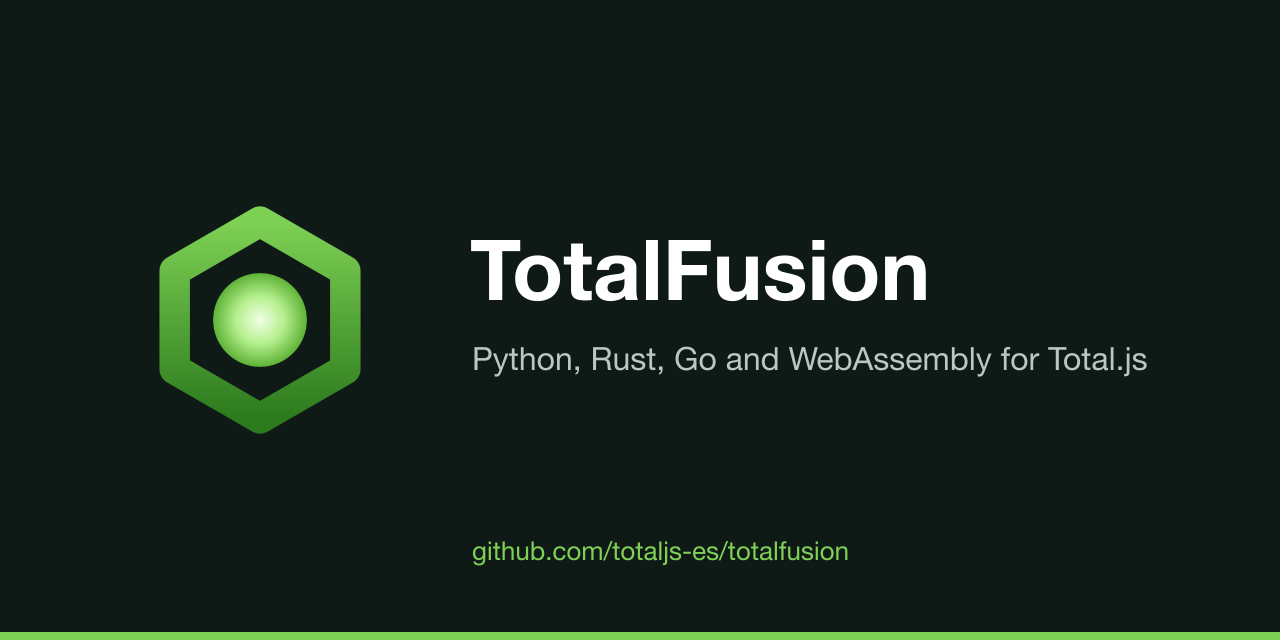 TotalFusion
Python, Rust, Go and WebAssembly for Total.js
github.com/totaljs-es/totalfusion